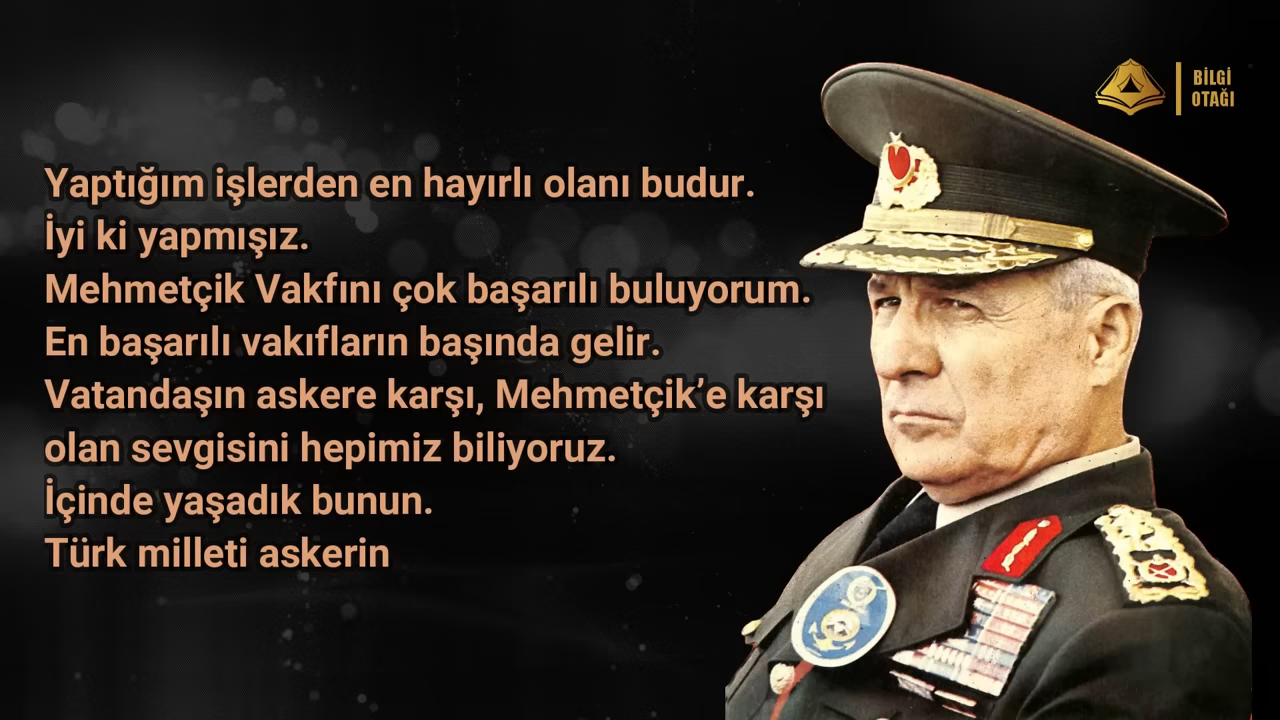 Yaptığım işlerden en hayırlı olanı budur.
İyi ki yapmışız.
Mehmetçik Vakfını çok başarılı buluyorum.
En başarılı vakıfların başında gelir.
Vatandaşın askere karşı, Mehmetçik’e karşı
olan sevgisini hepimiz biliyoruz.
İçinde yaşadık bunun.
Türk milleti askerin
BİLGİ
OTAĞI